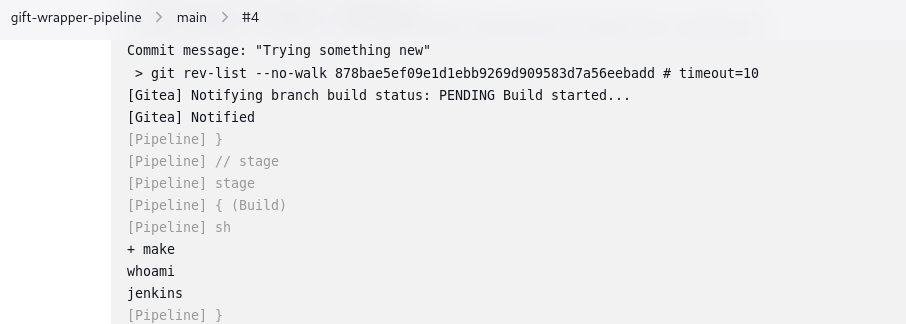 gift-wrapper-pipeline > main > #4
Commit message: "Trying something new"
> git rev-list --no-walk 878bae5ef09e1d1ebb9269d909583d7a56eebadd # timeout=10
[Gitea] Notifying branch build status: PENDING Build started...
[Gitea] Notified
[Pipeline] }
[Pipeline] // stage
[Pipeline] stage
[Pipeline] { (Build)
[Pipeline] sh
+ make
whoami
jenkins
[Pipeline] }